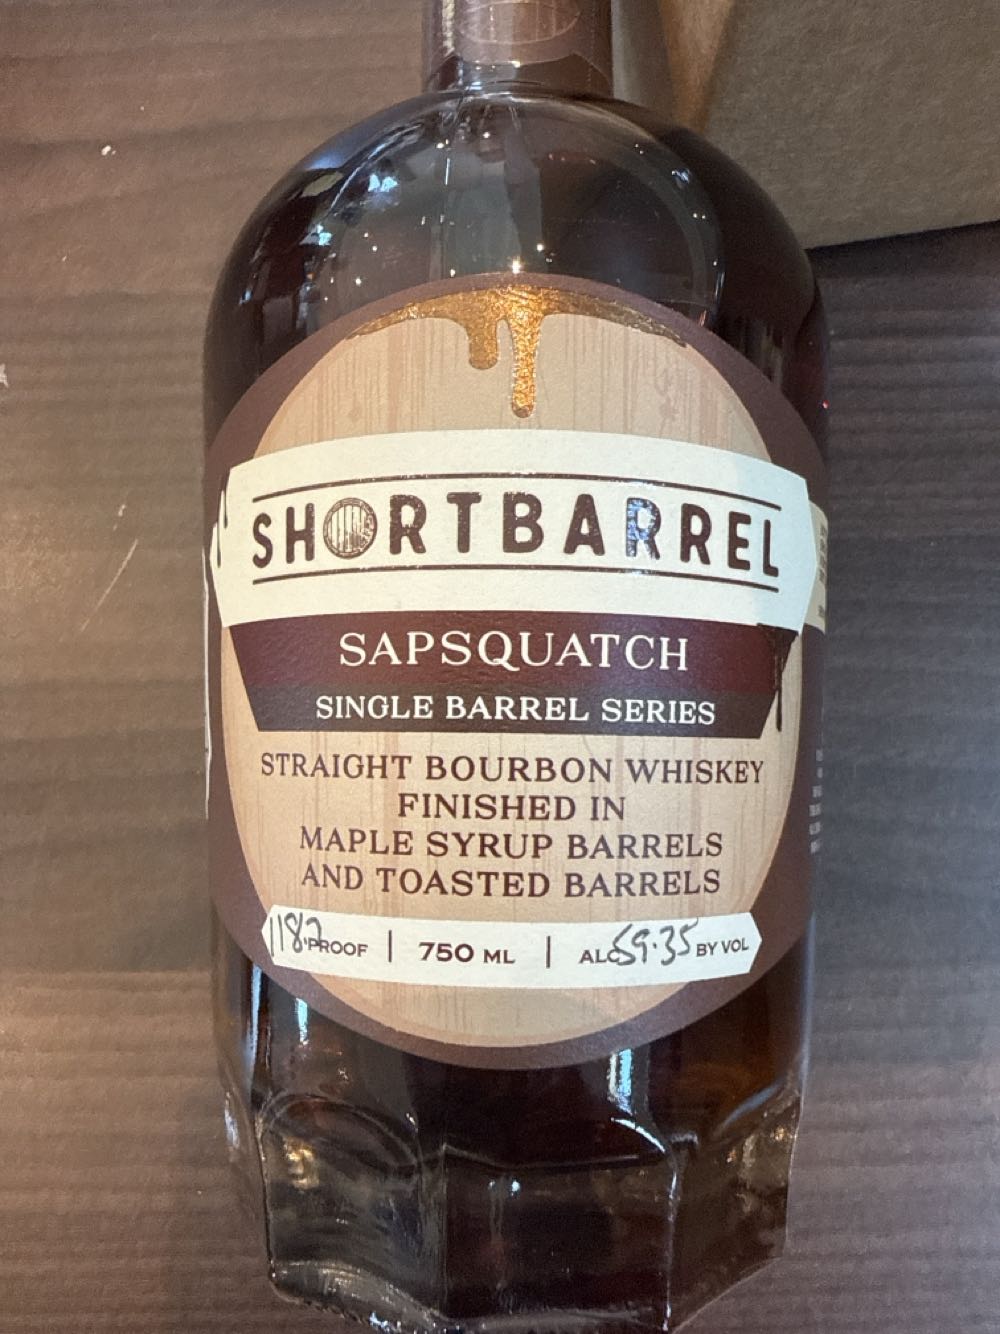 SHORTBARREL
SAPSQUATCH
SINGLE BARREL SERIES
STRAIGHT BOURBON WHISKEY
FINISHED IN
MAPLE SYRUP BARRELS
AND TOASTED BARRELS
118.7 PROOF | 750 ML | ALC 59.35 BY VOL